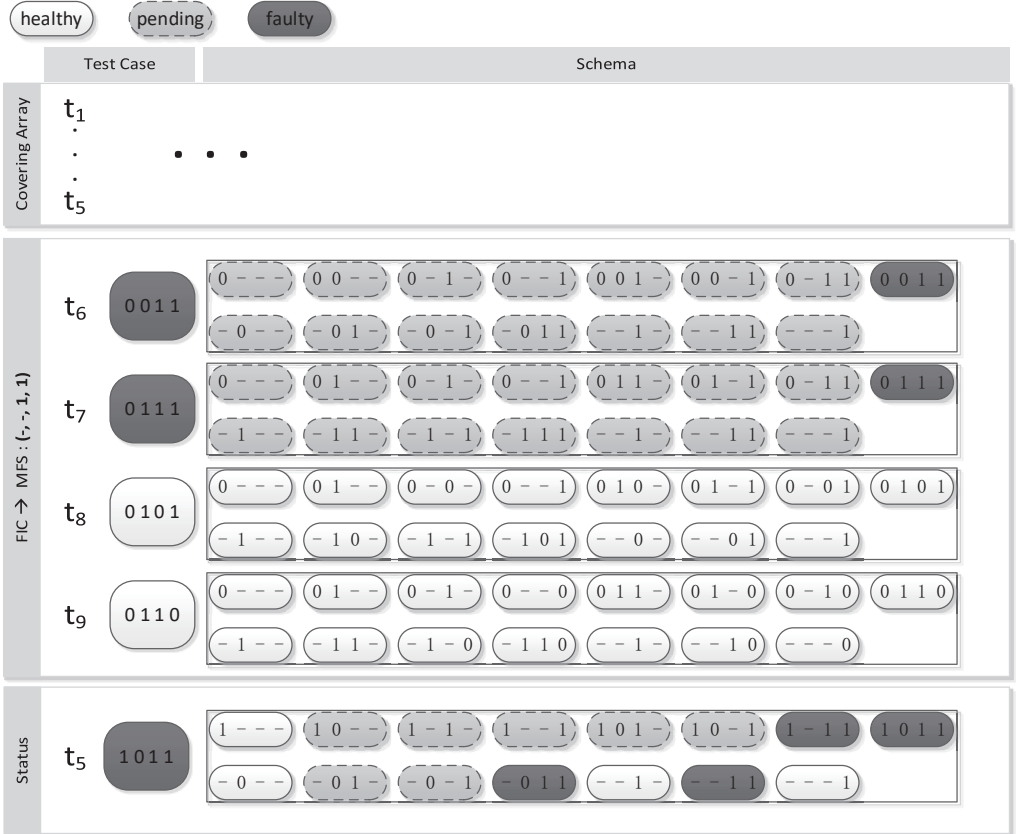 healthy pending faulty
Test Case Schema
Covering Array
t1
.
. . . .
.
t5
FIC → MFS : (-, -, 1, 1)
t6 0011 0 - - - 0 0 - - 0 - 1 - 0 - - 1 0 0 1 - 0 0 - 1 0 - 1 1 0 0 1 1
- 0 - - - 0 1 - - 0 - 1 - 0 1 1 - - 1 - - 1 1 - - - 1
t7 0111 0 - - - 0 1 - - 0 - 1 - 0 - - 1 0 1 1 - 0 1 - 1 0 - 1 1 0 1 1 1
- 1 - - - 1 1 - - 1 - 1 - 1 1 1 - - 1 - - 1 1 - - - 1
t8 0101 0 - - - 0 1 - - 0 - 0 - 0 - - 1 0 1 0 - 0 1 - 1 0 - 0 1 0 1 0 1
- 1 - - - 1 0 - - 1 - 1 - 1 0 1 - - 0 - - - 0 1 - - - 1
t9 0110 0 - - - 0 1 - - 0 - 1 - 0 - - 0 0 1 1 - 0 1 - 0 0 - 1 0 0 1 1 0
- 1 - - - 1 1 - - 1 - 0 - 1 1 0 - - 1 - - - 1 0 - - - 0
Status
t5 1011 1 - - - 1 0 - - 1 - 1 - 1 - - 1 1 0 1 - 1 0 - 1 1 - 1 1 1 0 1 1
- 0 - - - 0 1 - - 0 - 1 - 0 1 1 - - 1 - - 1 1 - - - 1